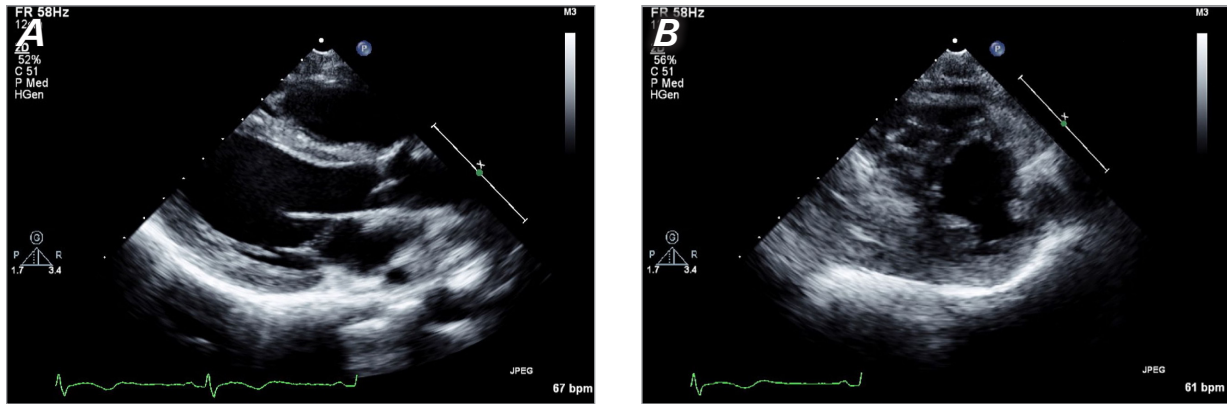 FR 58Hz
M3
A
2D
52%
C 51
P Med
HGen
P
G
P R
1.7 3.4
JPEG
67 bpm
FR 58Hz
M3
B
56%
C 51
P Med
HGen
P
G
P R
1.7 3.4
JPEG
61 bpm